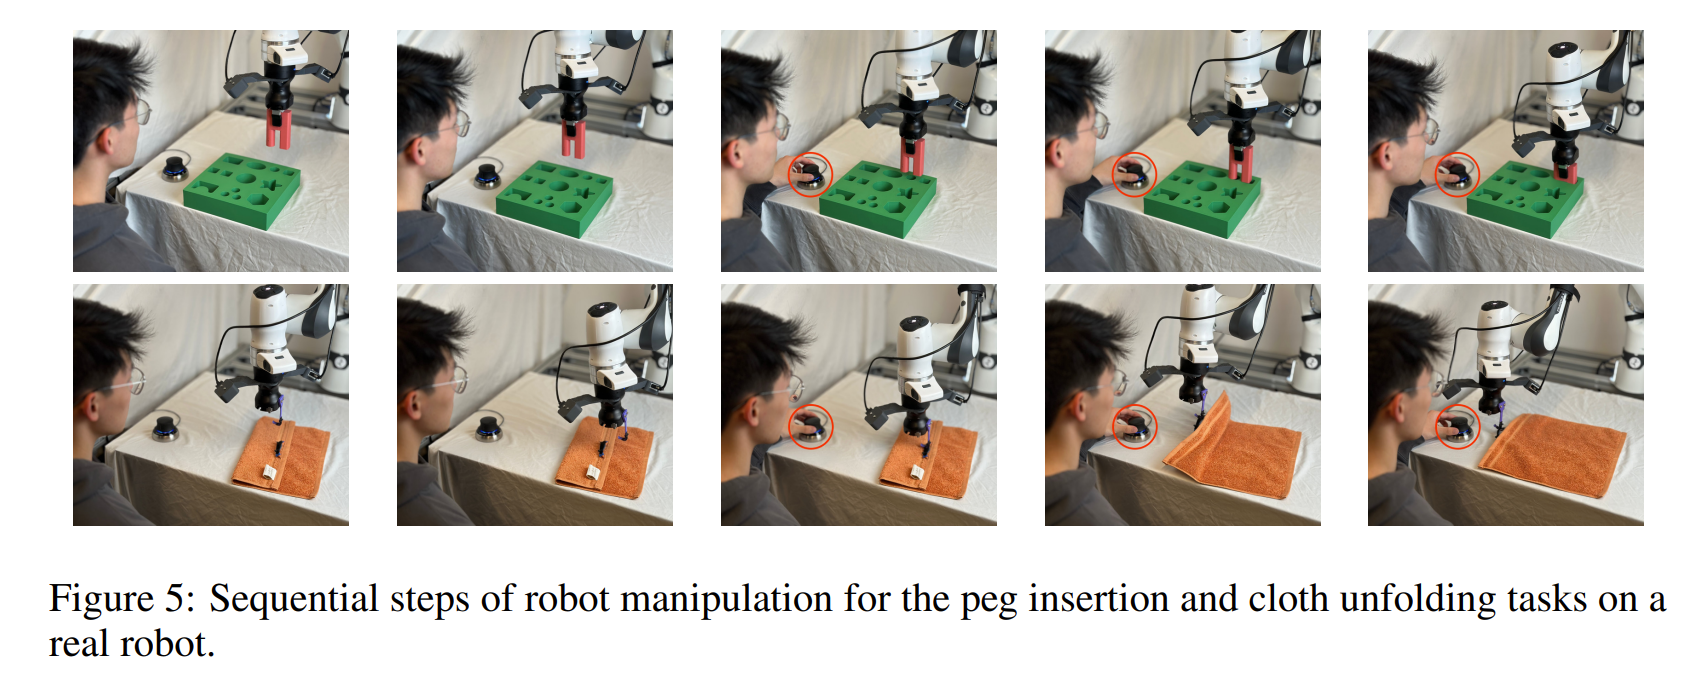 Figure 5: Sequential steps of robot manipulation for the peg insertion and cloth unfolding tasks on a
real robot.